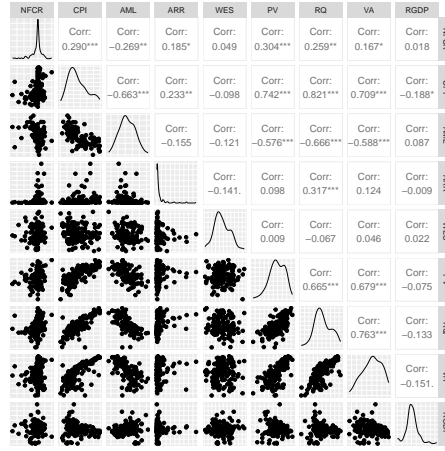 NFCR CPI AML ARR WES PV RQ VA RGDP
Corr: Corr: Corr: Corr: Corr: Corr: Corr: Corr:
0.290*** −0.269** 0.185* 0.049 0.304*** 0.259** 0.167* 0.018
Corr: Corr: Corr: Corr: Corr: Corr: Corr:
−0.663*** 0.233** −0.098 0.742*** 0.821*** 0.709*** −0.188*
Corr: Corr: Corr: Corr: Corr: Corr:
−0.155 −0.121 −0.576*** −0.666*** −0.588*** 0.087
Corr: Corr: Corr: Corr: Corr:
−0.141. 0.098 0.317*** 0.124 −0.009
Corr: Corr: Corr: Corr:
0.009 −0.067 0.046 0.022
Corr: Corr: Corr:
0.665*** 0.679*** −0.075
Corr: Corr:
0.763*** −0.133
Corr:
−0.151.